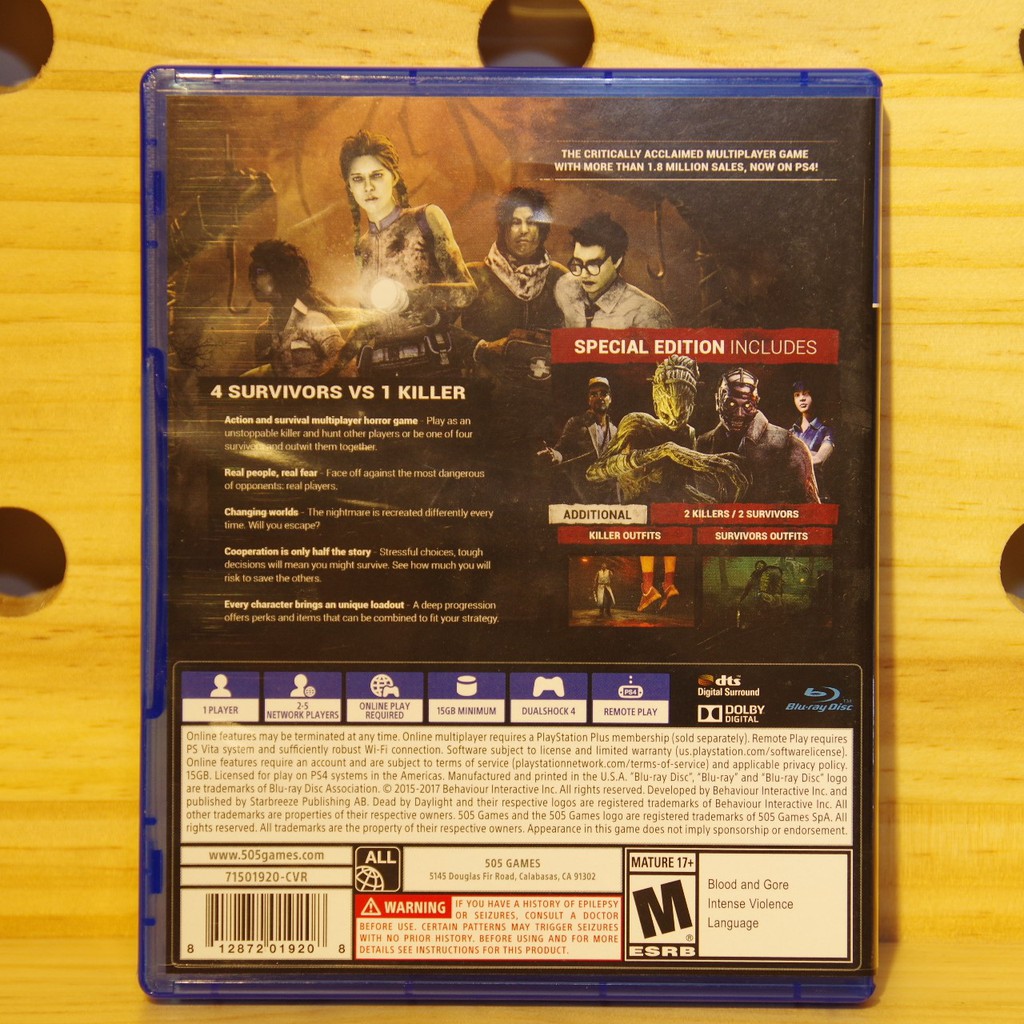 THE CRITICALLY ACCLAIMED MULTIPLAYER GAME
WITH MORE THAN 1.8 MILLION SALES, NOW ON PS4!
SPECIAL EDITION INCLUDES
4 SURVIVORS VS 1 KILLER
Action and survival multiplayer horror game - Play as an
unstoppable killer and hunt other players or be one of four
survivors and outwit them together.
Real people, real fear - Face off against the most dangerous
of opponents: real players.
Changing worlds - The nightmare is recreated differently every
time. Will you escape?
Cooperation is only half the story - Stressful choices, tough
decisions will mean you might survive. See how much you will
risk to save the others.
Every character brings an unique loadout - A deep progression
offers perks and items that can be combined to fit your strategy.
ADDITIONAL
2 KILLERS / 2 SURVIVORS
KILLER OUTFITS
SURVIVORS OUTFITS
1 PLAYER
2-5
NETWORK PLAYERS
ONLINE PLAY
REQUIRED
15GB MINIMUM
DUALSHOCK 4
PS4
REMOTE PLAY
dts
Digital Surround
DOLBY
DIGITAL
Blu-ray Disc
Online features may be terminated at any time. Online multiplayer requires a PlayStation Plus membership (sold separately). Remote Play requires
PS Vita system and sufficiently robust Wi-Fi connection. Software subject to license and limited warranty (us.playstation.com/softwarelicense).
Online features require an account and are subject to terms of service (playstationnetwork.com/terms-of-service) and applicable privacy policy.
15GB. Licensed for play on PS4 systems in the Americas. Manufactured and printed in the U.S.A. "Blu-ray Disc", "Blu-ray" and "Blu-ray Disc" logo
are trademarks of Blu-ray Disc Association. © 2015-2017 Behaviour Interactive Inc. All rights reserved. Developed by Behaviour Interactive Inc. and
published by Starbreeze Publishing AB. Dead by Daylight and their respective logos are registered trademarks of Behaviour Interactive Inc. All
other trademarks are properties of their respective owners. 505 Games and the 505 Games logo are registered trademarks of 505 Games SpA. All
rights reserved. All trademarks are the property of their respective owners. Appearance in this game does not imply sponsorship or endorsement.
www.505games.com
71501920-CVR
8 12872 01920 8
ALL
505 GAMES
5145 Douglas Fir Road, Calabasas, CA 91302
WARNING IF YOU HAVE A HISTORY OF EPILEPSY
OR SEIZURES, CONSULT A DOCTOR
BEFORE USE. CERTAIN PATTERNS MAY TRIGGER SEIZURES
WITH NO PRIOR HISTORY. BEFORE USING AND FOR MORE
DETAILS SEE INSTRUCTIONS FOR THIS PRODUCT.
MATURE 17+
M
®
ESRB
Blood and Gore
Intense Violence
Language